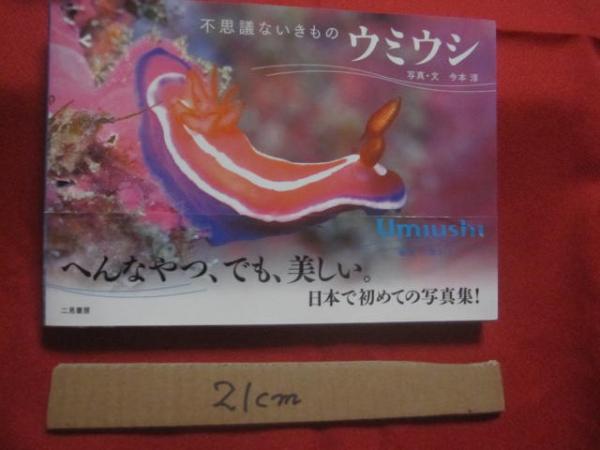 不思議ないきもの ウミウシ
写真・文 今本 淳
Umiushi
へんなやつ、でも、美しい。
日本で初めての写真集!
二見書房
21cm